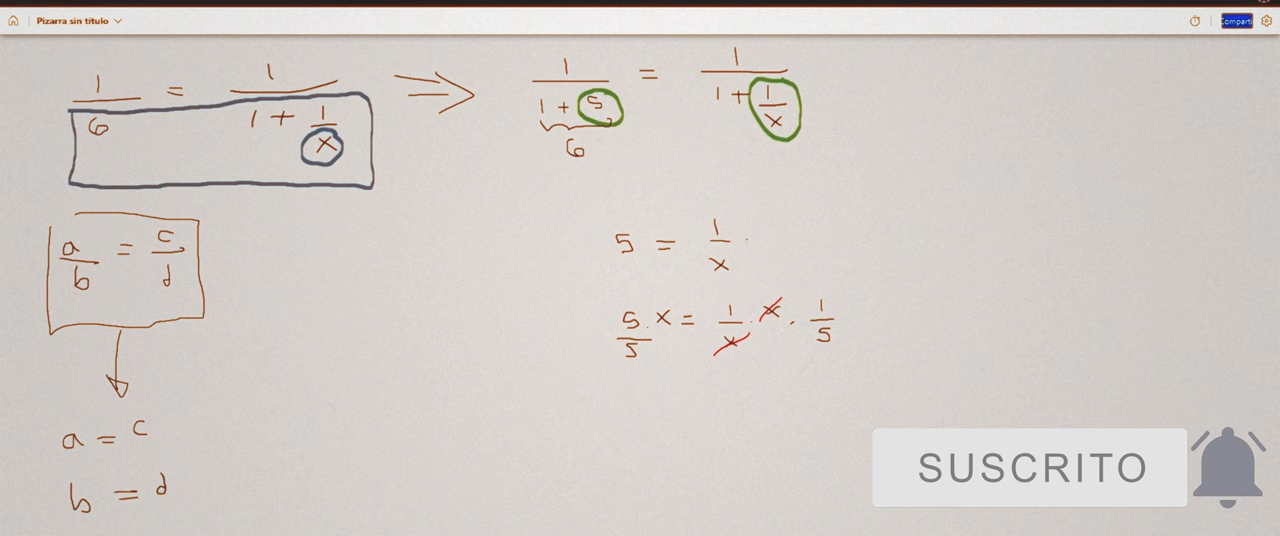 Pizarra sin título
Comparti
1/6 = 1/(1 + 1/x) ⇒ 1/(1 + 5) = 1/(1 + 1/x)
6
a/b = c/d
5 = 1/x
5·x/5 = 1/x · x · 1/5
a = c
b = d
SUSCRITO